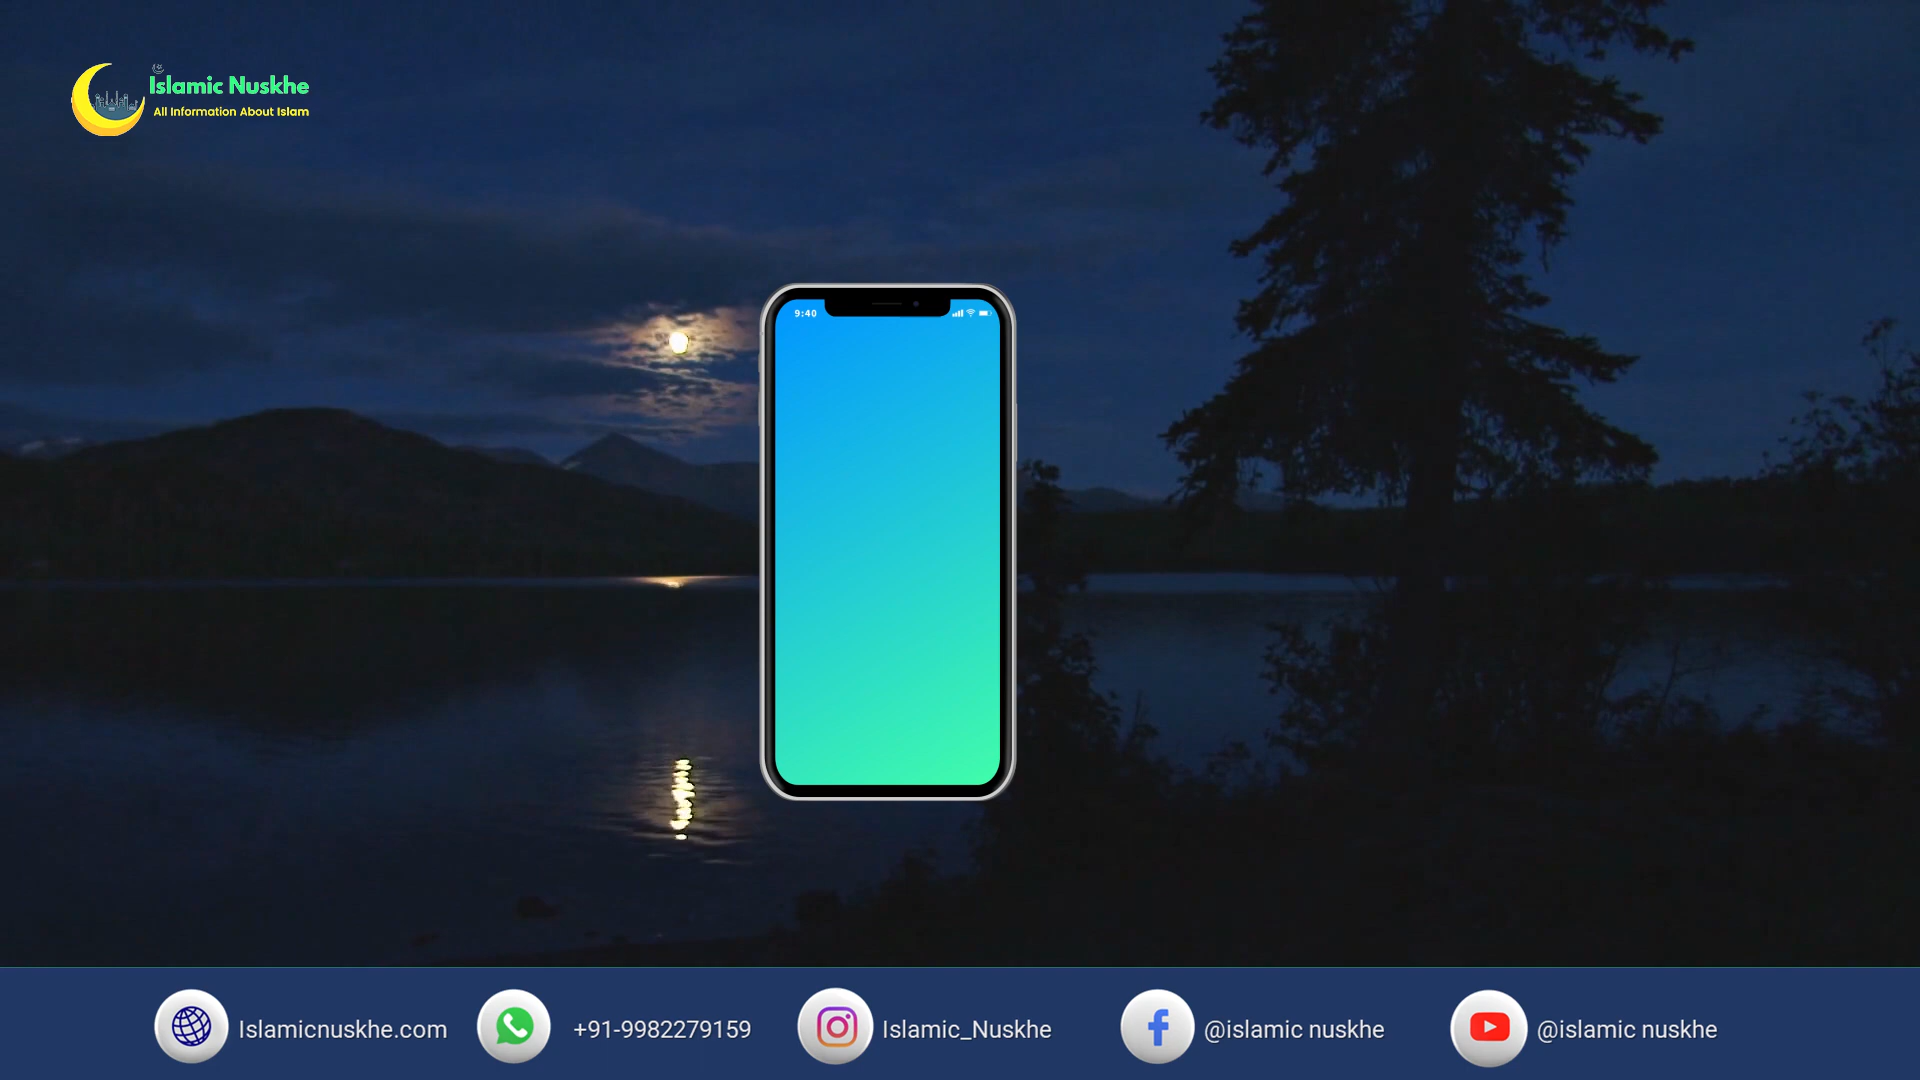 Islamic Nuskhe
All Information About Islam
9:40
Islamicnuskhe.com
+91-9982279159
Islamic_Nuskhe
@islamic nuskhe
@islamic nuskhe